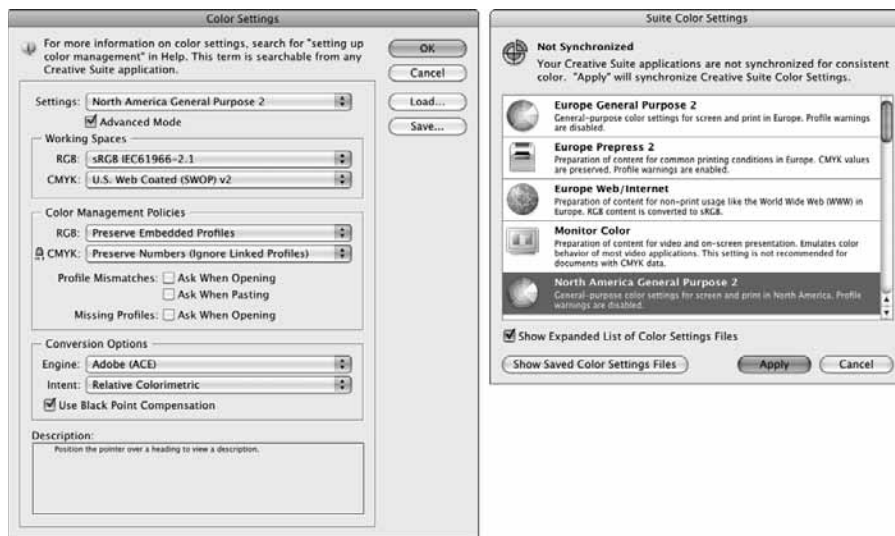 Color Settings
For more information on color settings, search for "setting up
color management" in Help. This term is searchable from any
Creative Suite application.
OK
Cancel
Load...
Save...
Settings: North America General Purpose 2
Advanced Mode
Working Spaces
RGB: sRGB IEC61966-2.1
CMYK: U.S. Web Coated (SWOP) v2
Color Management Policies
RGB: Preserve Embedded Profiles
CMYK: Preserve Numbers (Ignore Linked Profiles)
Profile Mismatches: Ask When Opening
Ask When Pasting
Missing Profiles: Ask When Opening
Conversion Options
Engine: Adobe (ACE)
Intent: Relative Colorimetric
Use Black Point Compensation
Description:
Position the pointer over a heading to view a description.
Suite Color Settings
Not Synchronized
Your Creative Suite applications are not synchronized for consistent
color. "Apply" will synchronize Creative Suite Color Settings.
Europe General Purpose 2
General-purpose color settings for screen and print in Europe. Profile warnings
are disabled.
Europe Prepress 2
Preparation of content for common printing conditions in Europe. CMYK values
are preserved. Profile warnings are enabled.
Europe Web/Internet
Preparation of content for non-print usage like the World Wide Web (WWW) in
Europe. RGB content is converted to sRGB.
Monitor Color
Preparation of content for video and on-screen presentation. Emulates color
behavior of most video applications. This setting is not recommended for
documents with CMYK data.
North America General Purpose 2
General-purpose color settings for screen and print in North America. Profile
warnings are disabled.
Show Expanded List of Color Settings Files
Show Saved Color Settings Files
Apply
Cancel